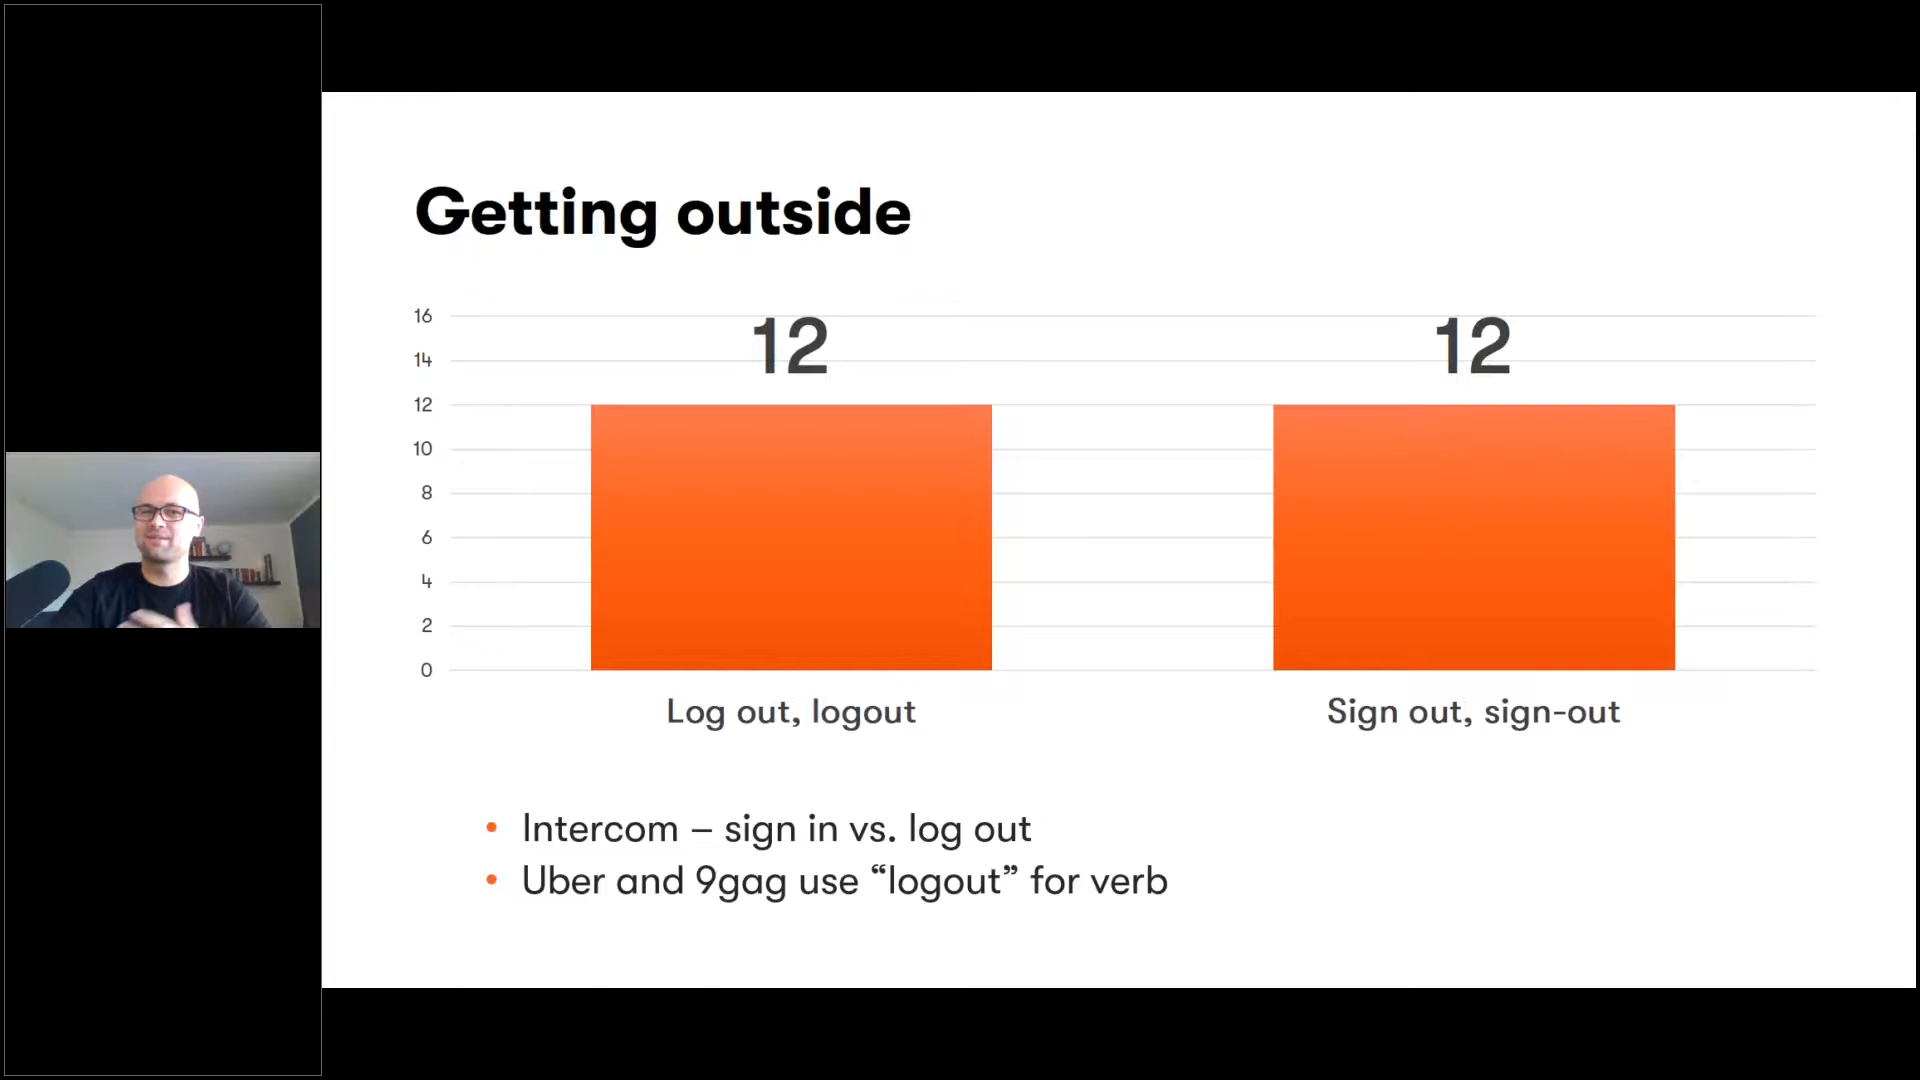 Getting outside
16
14
12
10
8
6
4
2
0
12
12
Log out, logout
Sign out, sign-out
• Intercom – sign in vs. log out
• Uber and 9gag use “logout” for verb